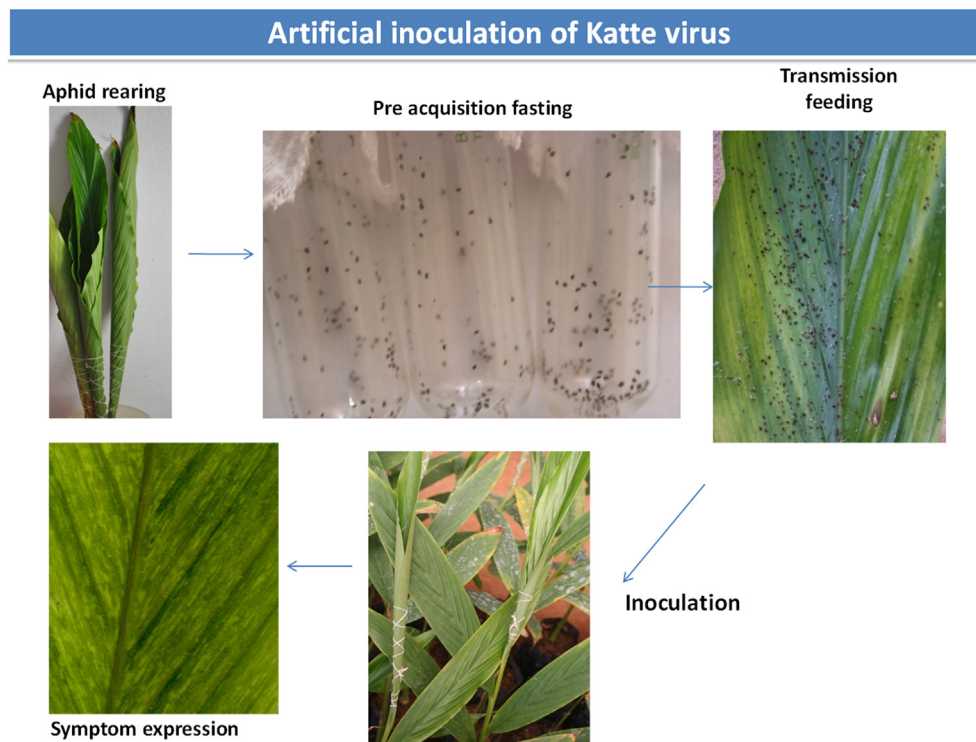 Artificial inoculation of Katte virus
Aphid rearing
Pre acquisition fasting
Transmission
feeding
Inoculation
Symptom expression